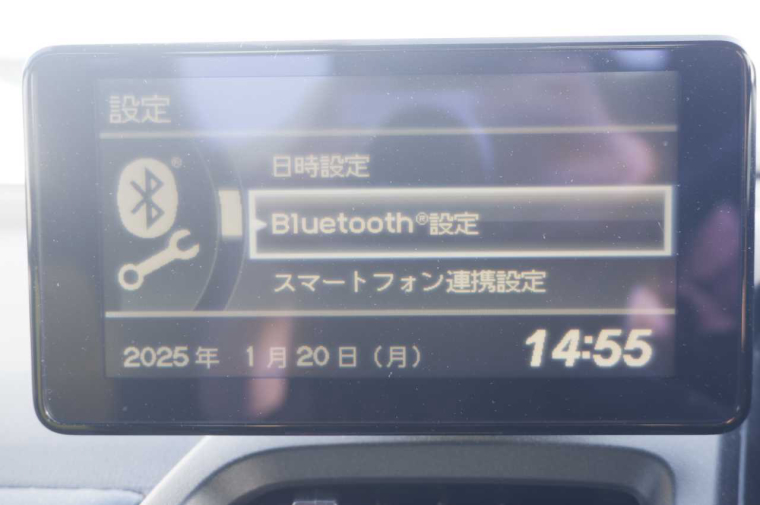 設定
日時設定
Bluetooth®設定
スマートフォン連携設定
2025年 1月20日（月）
14:55